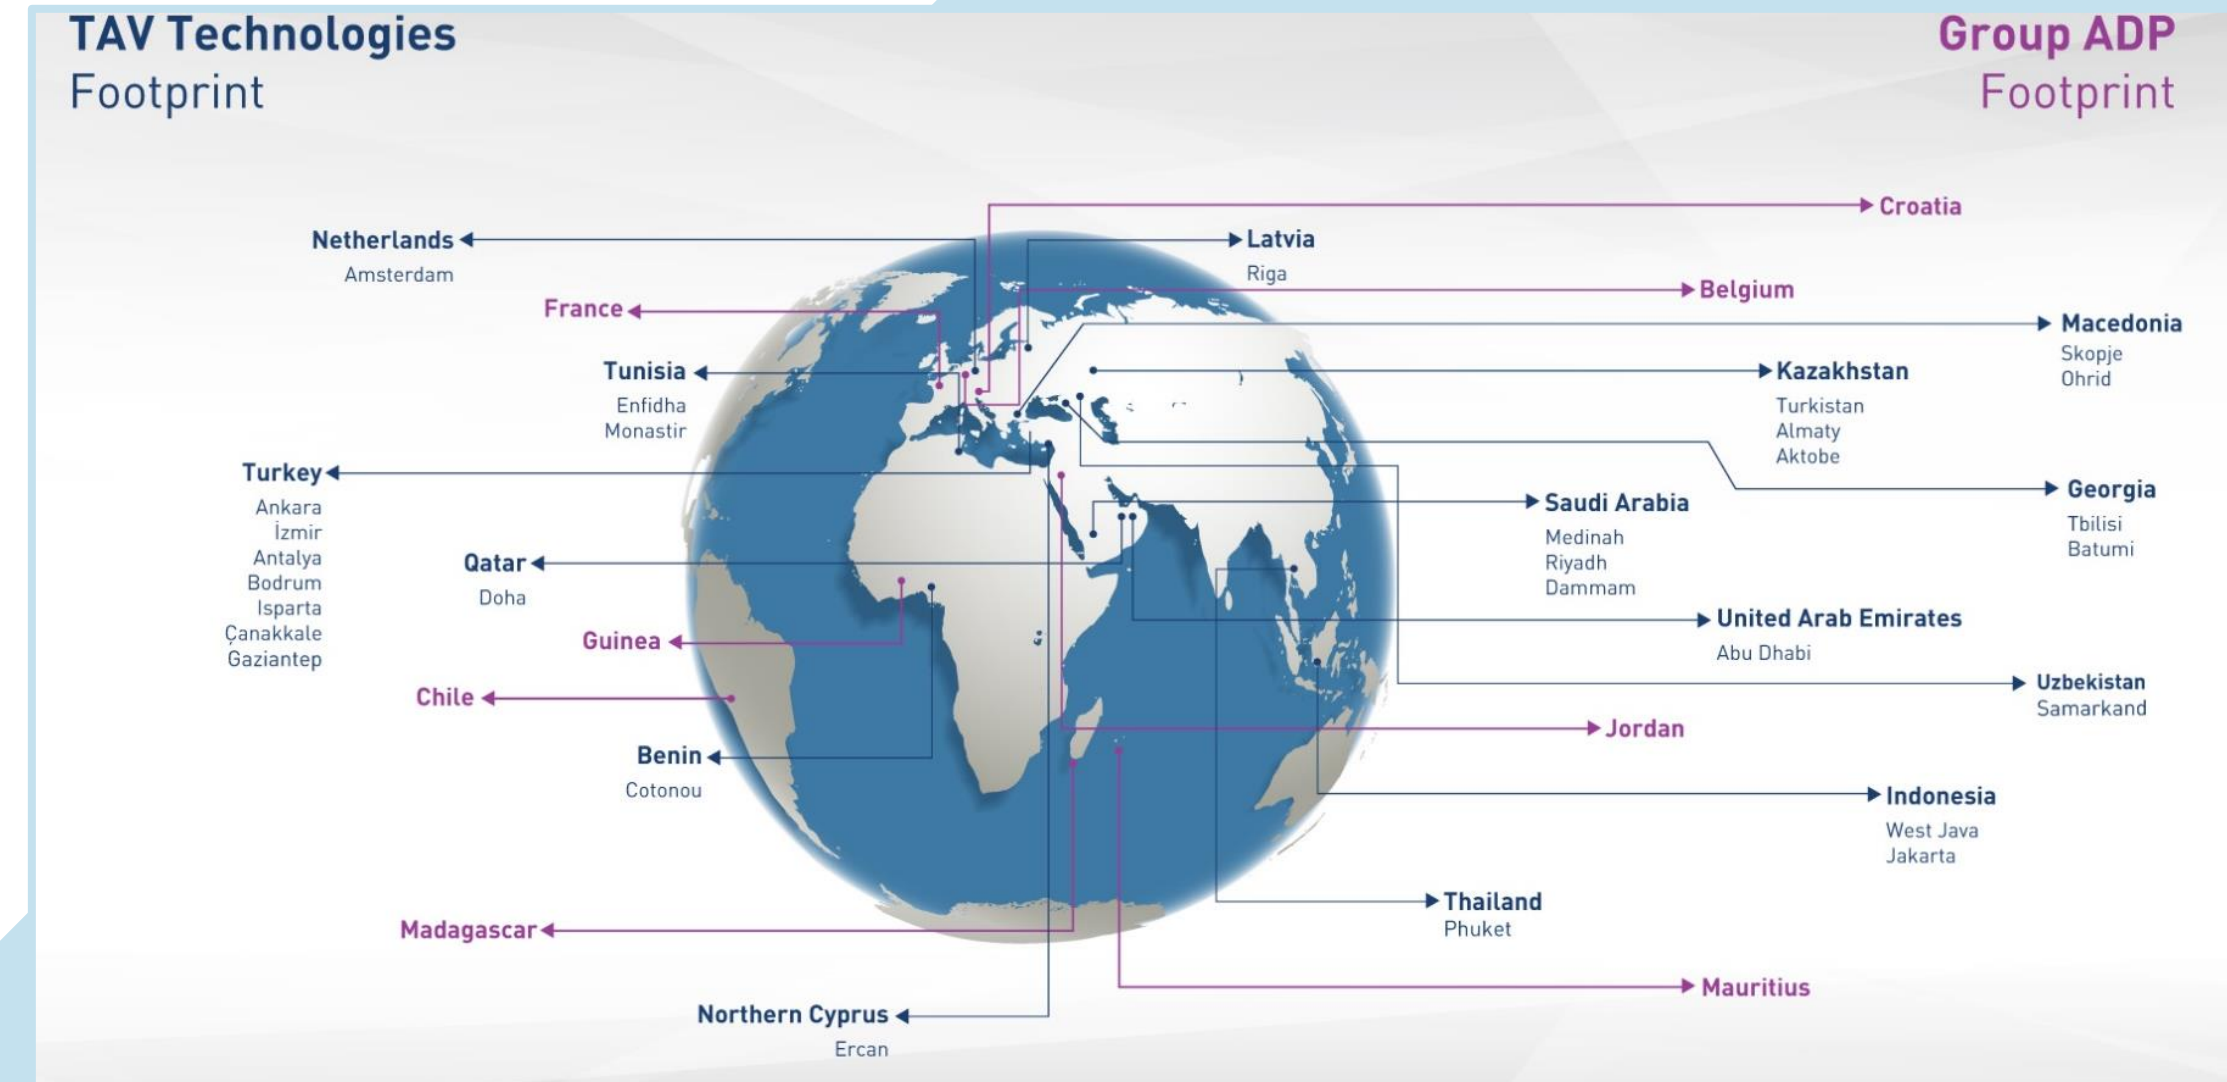 TAV Technologies
Footprint
Group ADP
Footprint
Croatia
Netherlands
Amsterdam
Latvia
Riga
Belgium
France
Macedonia
Skopje
Ohrid
Tunisia
Enfidha
Monastir
Kazakhstan
Turkistan
Almaty
Aktobe
Turkey
Ankara
İzmir
Antalya
Bodrum
Isparta
Çanakkale
Gaziantep
Georgia
Tbilisi
Batumi
Saudi Arabia
Medinah
Riyadh
Dammam
Qatar
Doha
United Arab Emirates
Abu Dhabi
Guinea
Uzbekistan
Samarkand
Chile
Jordan
Benin
Cotonou
Indonesia
West Java
Jakarta
Thailand
Phuket
Madagascar
Mauritius
Northern Cyprus
Ercan